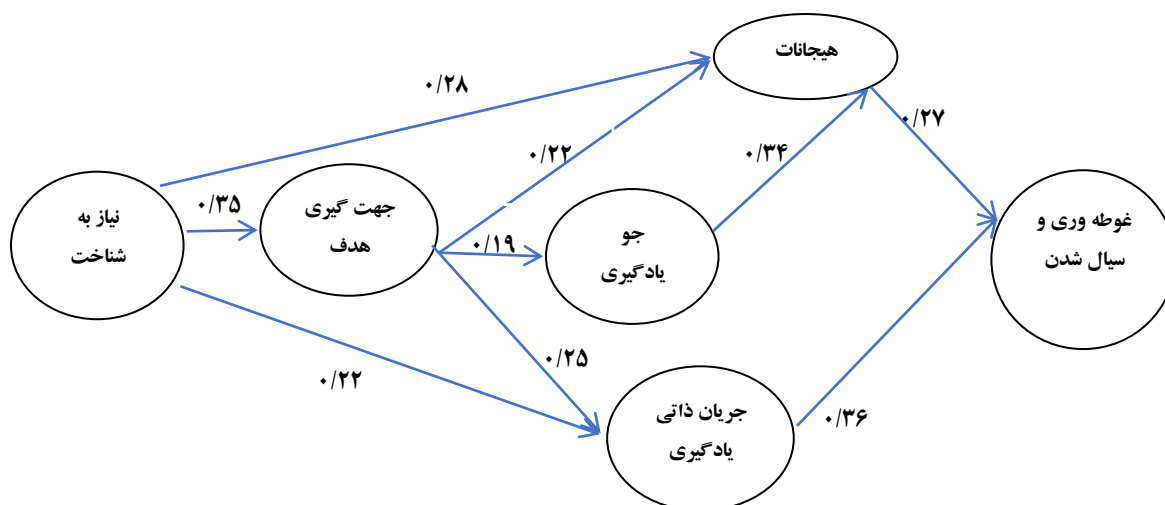 هیجانات
۰/۲۸
۰/۲۷
۰/۲۲
۰/۳۴
نیاز به
شناخت
۰/۳۵
جهت گیری
هدف
۰/۱۹
جو
یادگیری
غوطه وری و
سیال شدن
۰/۲۵
۰/۲۲
جریان ذاتی
یادگیری
۰/۳۶